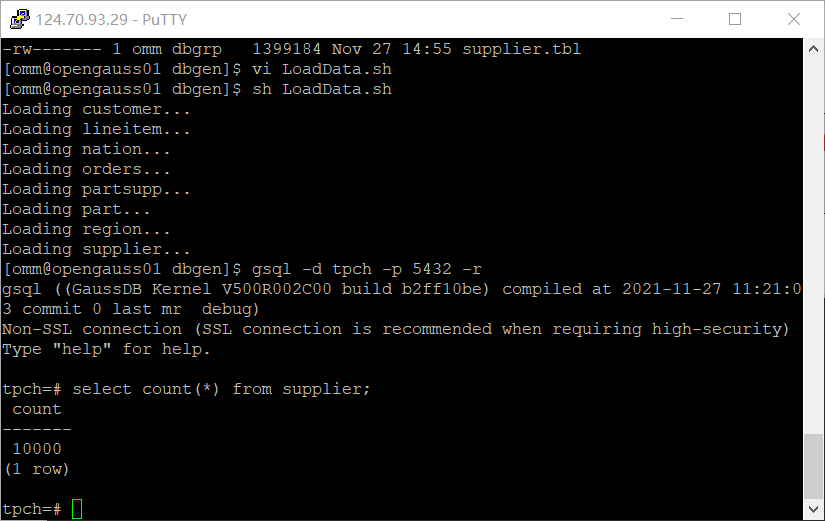 124.70.93.29 - PuTTY
-rw------- 1 omm dbgrp   1399184 Nov 27 14:55 supplier.tbl
[omm@opengauss01 dbgen]$ vi LoadData.sh
[omm@opengauss01 dbgen]$ sh LoadData.sh
Loading customer...
Loading lineitem...
Loading nation...
Loading orders...
Loading partsupp...
Loading part...
Loading region...
Loading supplier...
[omm@opengauss01 dbgen]$ gsql -d tpch -p 5432 -r
gsql ((GaussDB Kernel V500R002C00 build b2ff10be) compiled at 2021-11-27 11:21:0
3 commit 0 last mr  debug)
Non-SSL connection (SSL connection is recommended when requiring high-security)
Type "help" for help.
tpch=# select count(*) from supplier;
 count
-------
 10000
(1 row)
tpch=#